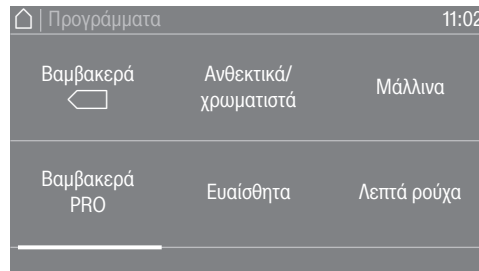 | Προγράμματα 11:02
Βαμβακερά
Ανθεκτικά/
χρωματιστά
Μάλλινα
Βαμβακερά
PRO
Ευαίσθητα
Λεπτά ρούχα